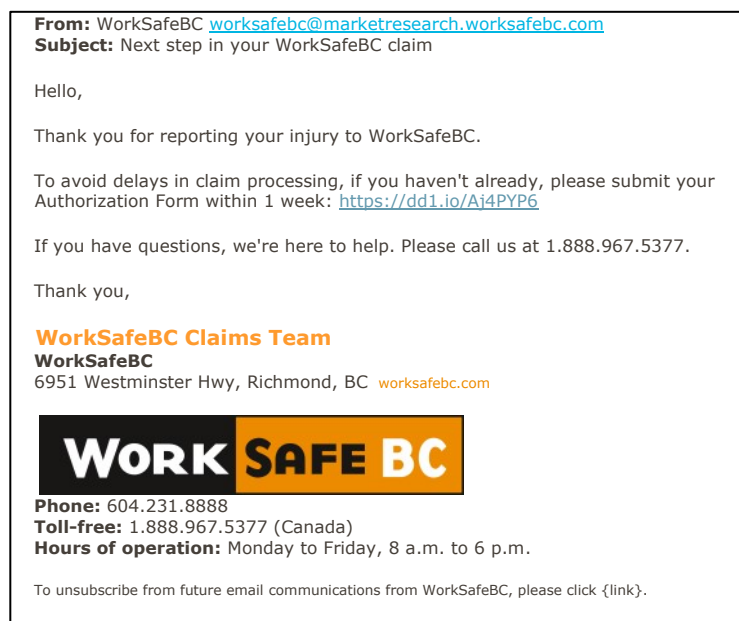 From: WorkSafeBC worksafebc@marketresearch.worksafebc.com
Subject: Next step in your WorkSafeBC claim
Hello,
Thank you for reporting your injury to WorkSafeBC.
To avoid delays in claim processing, if you haven't already, please submit your
Authorization Form within 1 week: https://dd1.io/Aj4PYP6
If you have questions, we're here to help. Please call us at 1.888.967.5377.
Thank you,
WorkSafeBC Claims Team
WorkSafeBC
6951 Westminster Hwy, Richmond, BC worksafebc.com
WORK SAFE BC
Phone: 604.231.8888
Toll-free: 1.888.967.5377 (Canada)
Hours of operation: Monday to Friday, 8 a.m. to 6 p.m.
To unsubscribe from future email communications from WorkSafeBC, please click {link}.